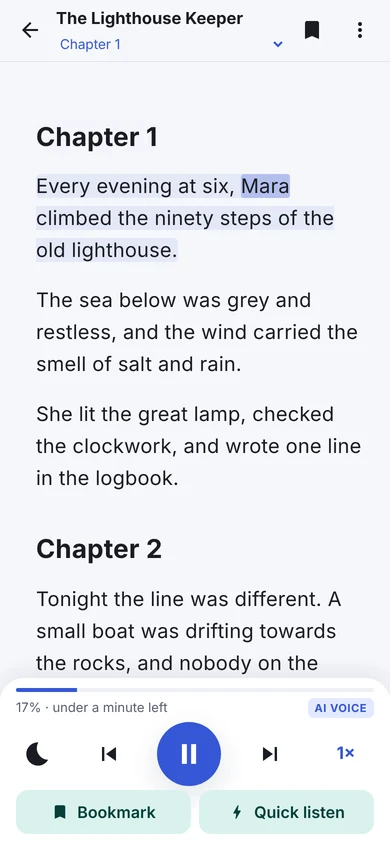 The Lighthouse Keeper
Chapter 1
Chapter 1
Every evening at six, Mara
climbed the ninety steps of the
old lighthouse.
The sea below was grey and
restless, and the wind carried the
smell of salt and rain.
She lit the great lamp, checked
the clockwork, and wrote one line
in the logbook.
Chapter 2
Tonight the line was different. A
small boat was drifting towards
the rocks, and nobody on the
17% · under a minute left
AI VOICE
1×
Bookmark
Quick listen